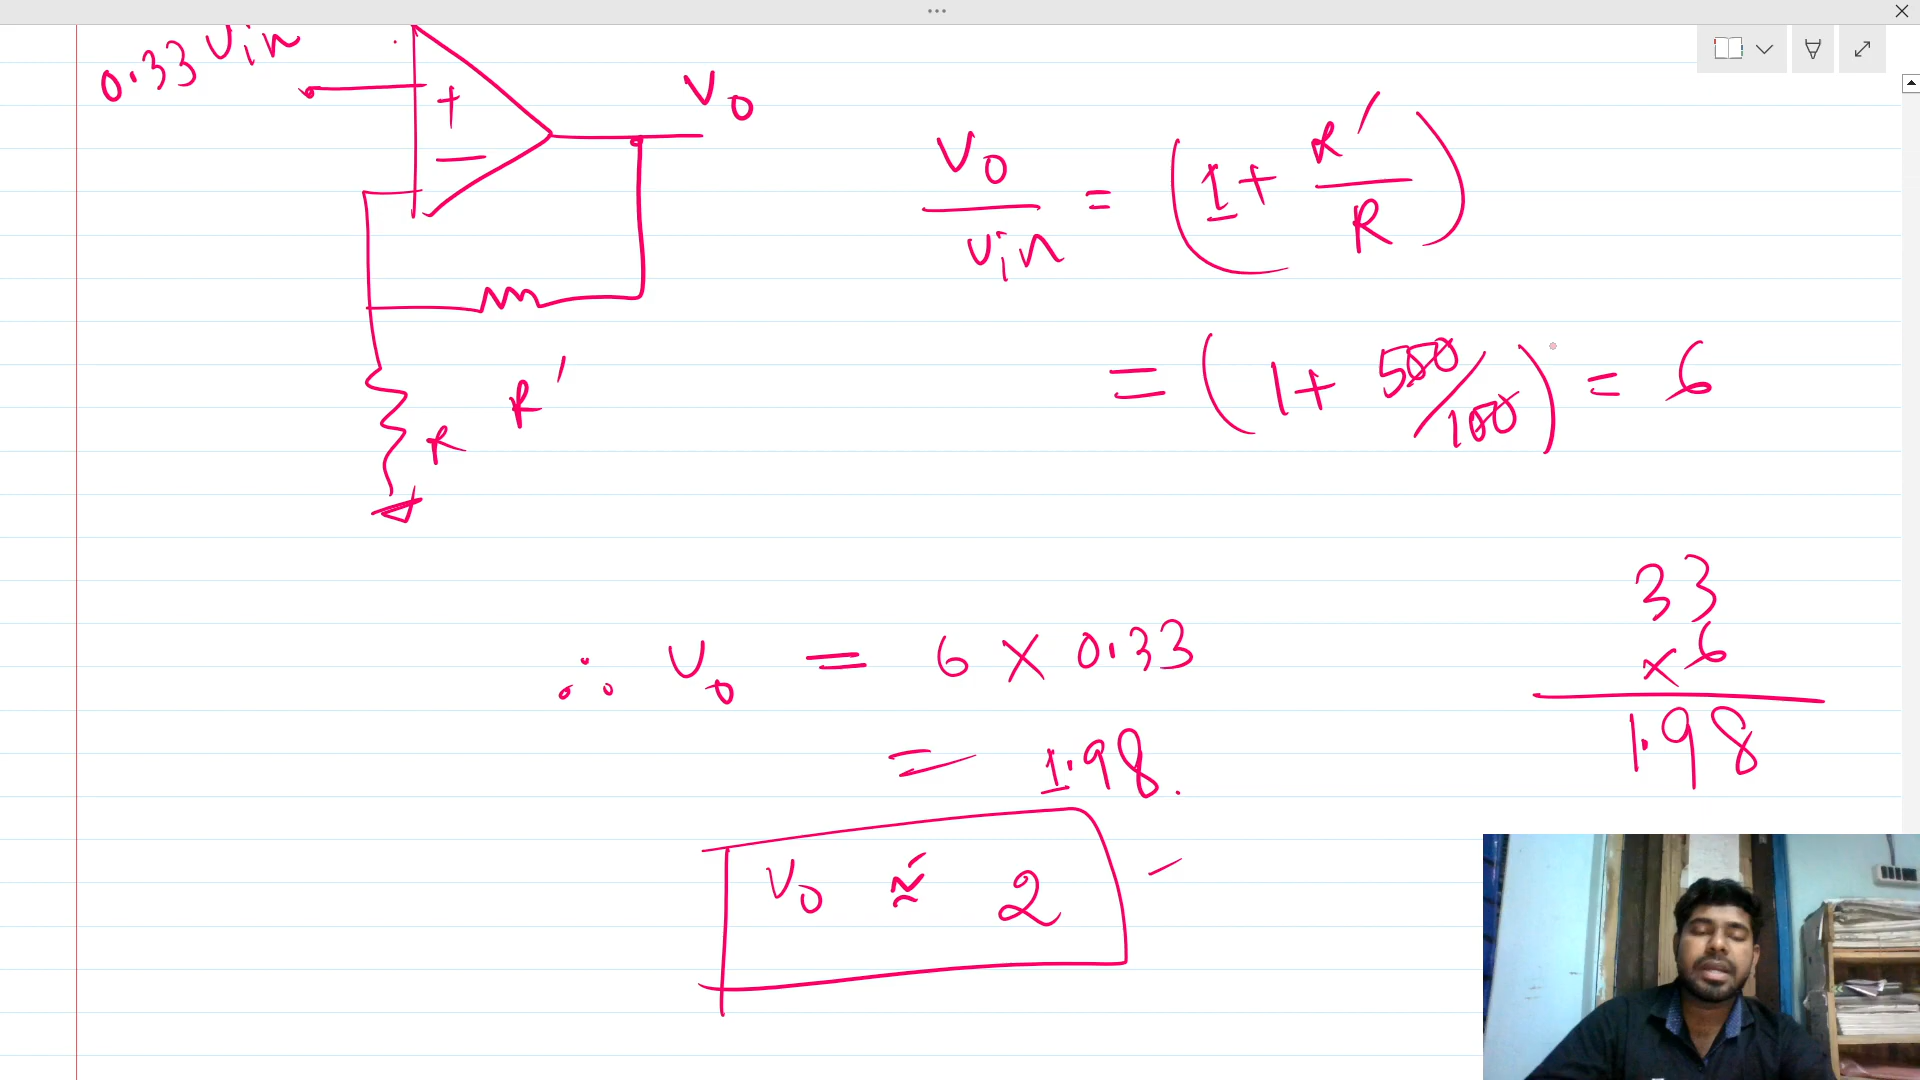 0.33 Vin
+
−
Vo
R'
R
Vo/Vin = (1 + R'/R)
= (1 + 500/100) = 6
∴ Vo = 6 × 0.33
= 1.98.
Vo ≈ 2
33
×6
1.98